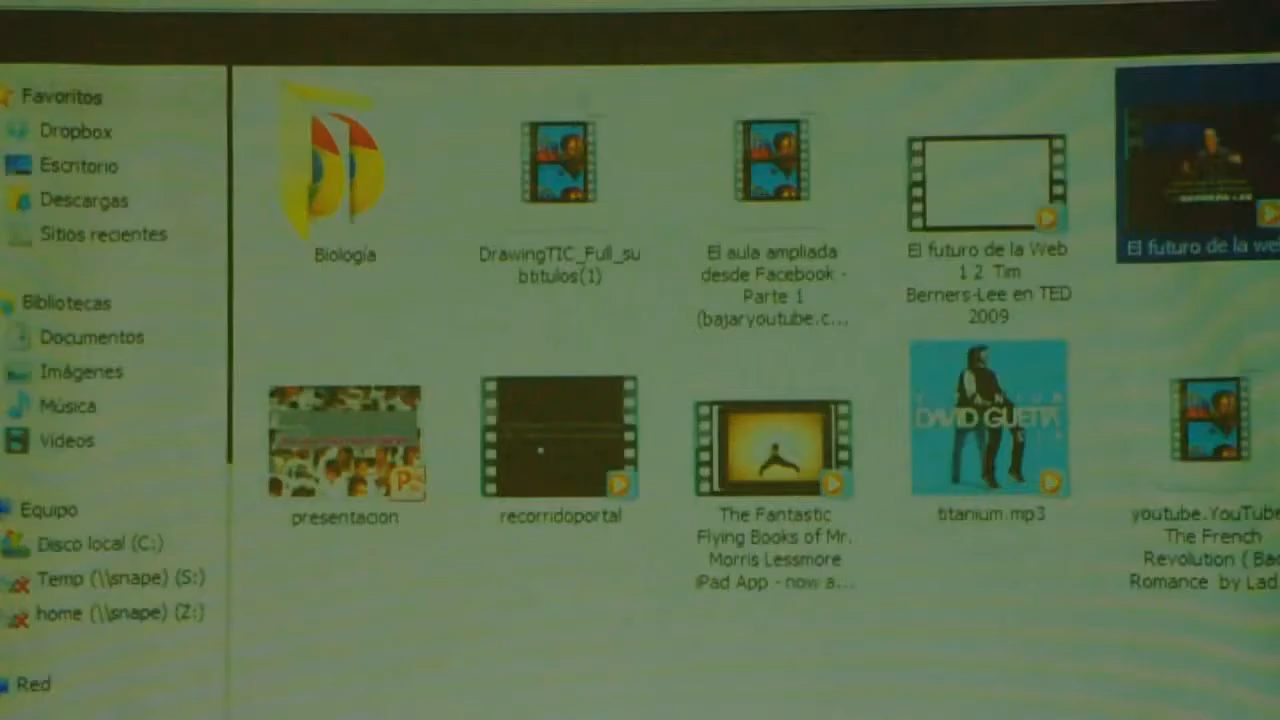 Favoritos
Dropbox
Escritorio
Descargas
Sitios recientes
Bibliotecas
Documentos
Imágenes
Música
Vídeos
Equipo
Disco local (C:)
Temp (\\snape) (S:)
home (\\snape) (Z:)
Red
Biología
DrawingTIC_Full_su
btitulos(1)
El aula ampliada
desde Facebook -
Parte 1
(bajaryoutube.c...
El futuro de la Web
1 2 Tim
Berners-Lee en TED
2009
El futuro de la we
presentacion
recorridoportal
The Fantastic
Flying Books of Mr.
Morris Lessmore
iPad App - now a...
DAVID GUETTA
titanium.mp3
youtube.YouTube
The French
Revolution ( Bad
Romance by Lad